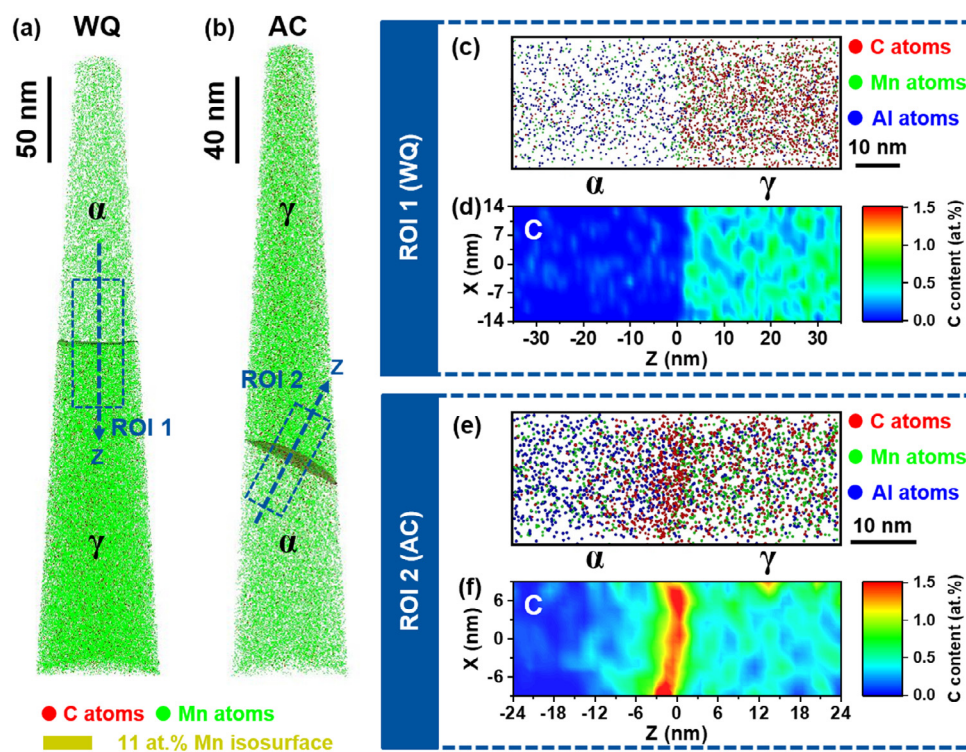 (a) WQ
50 nm
α
ROI 1
Z
γ
(b) AC
40 nm
γ
ROI 2
Z
α
C atoms Mn atoms
11 at.% Mn isosurface
ROI 1 (WQ)
(c)
C atoms
Mn atoms
Al atoms
10 nm
α γ
(d)
C
X (nm)
14
7
0
-7
-14
-30 -20 -10 0 10 20 30
Z (nm)
1.5
1.0
0.5
0.0
C content (at.%)
ROI 2 (AC)
(e)
C atoms
Mn atoms
Al atoms
10 nm
α γ
(f)
C
X (nm)
6
0
-6
-24 -18 -12 -6 0 6 12 18 24
Z (nm)
1.5
1.0
0.5
0.0
C content (at.%)